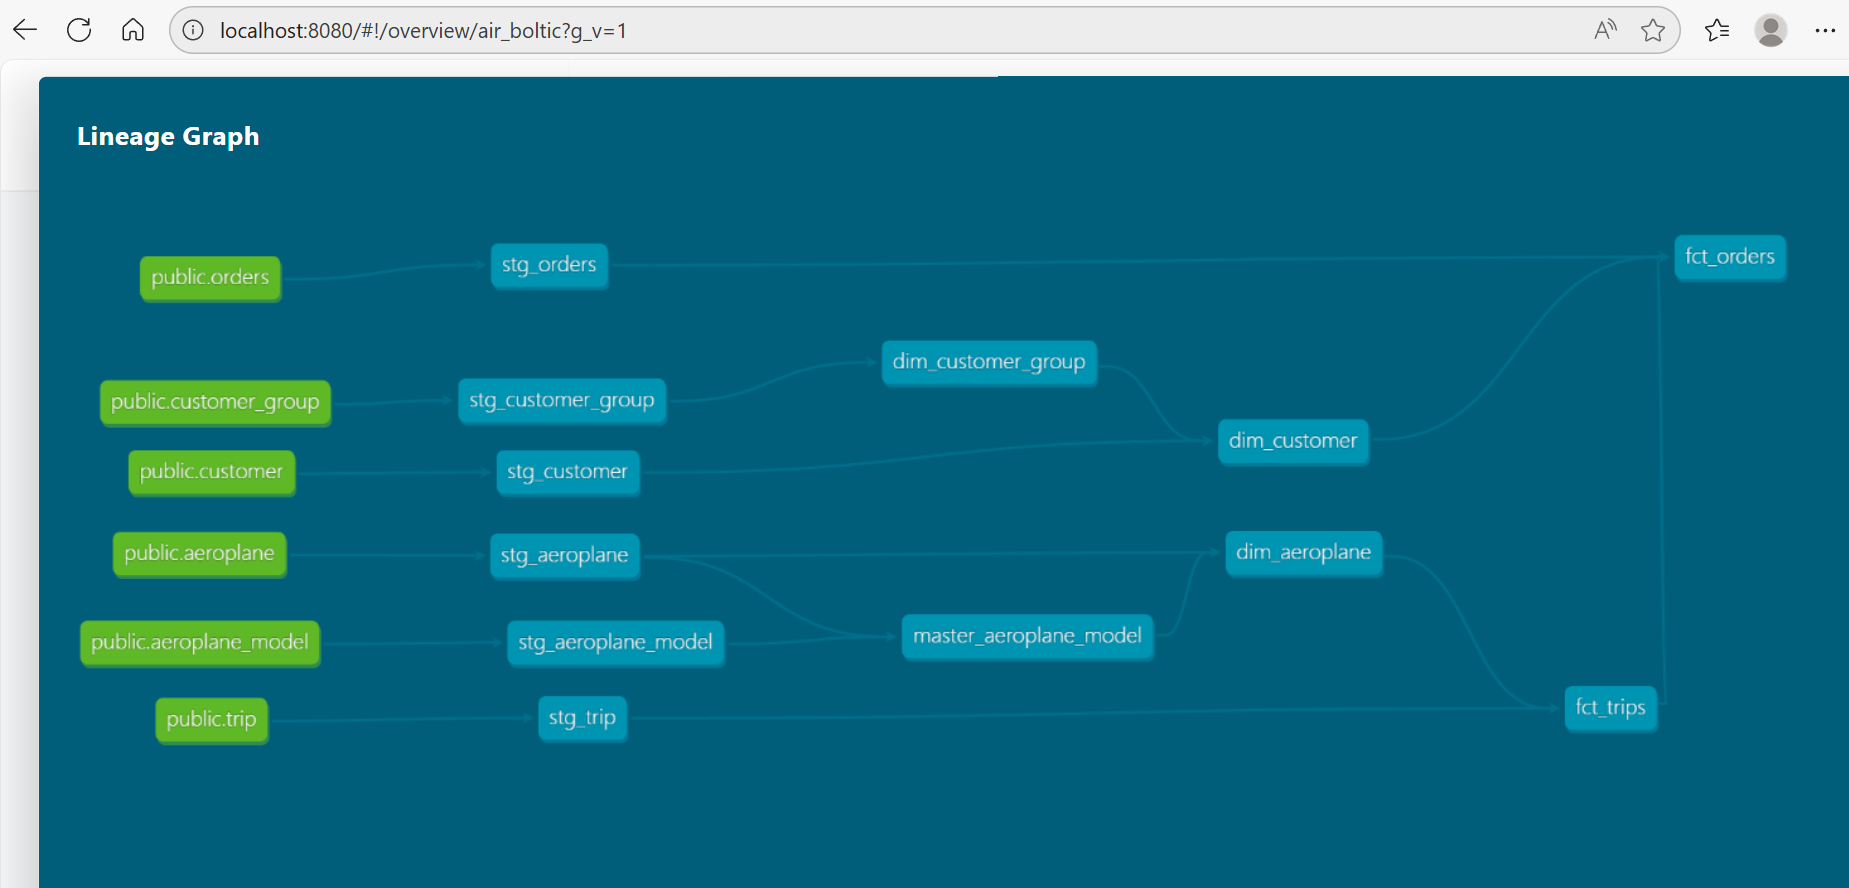 localhost:8080/#!/overview/air_boltic?g_v=1
Lineage Graph
public.orders
stg_orders
fct_orders
dim_customer_group
public.customer_group
stg_customer_group
dim_customer
public.customer
stg_customer
public.aeroplane
stg_aeroplane
dim_aeroplane
public.aeroplane_model
stg_aeroplane_model
master_aeroplane_model
public.trip
stg_trip
fct_trips